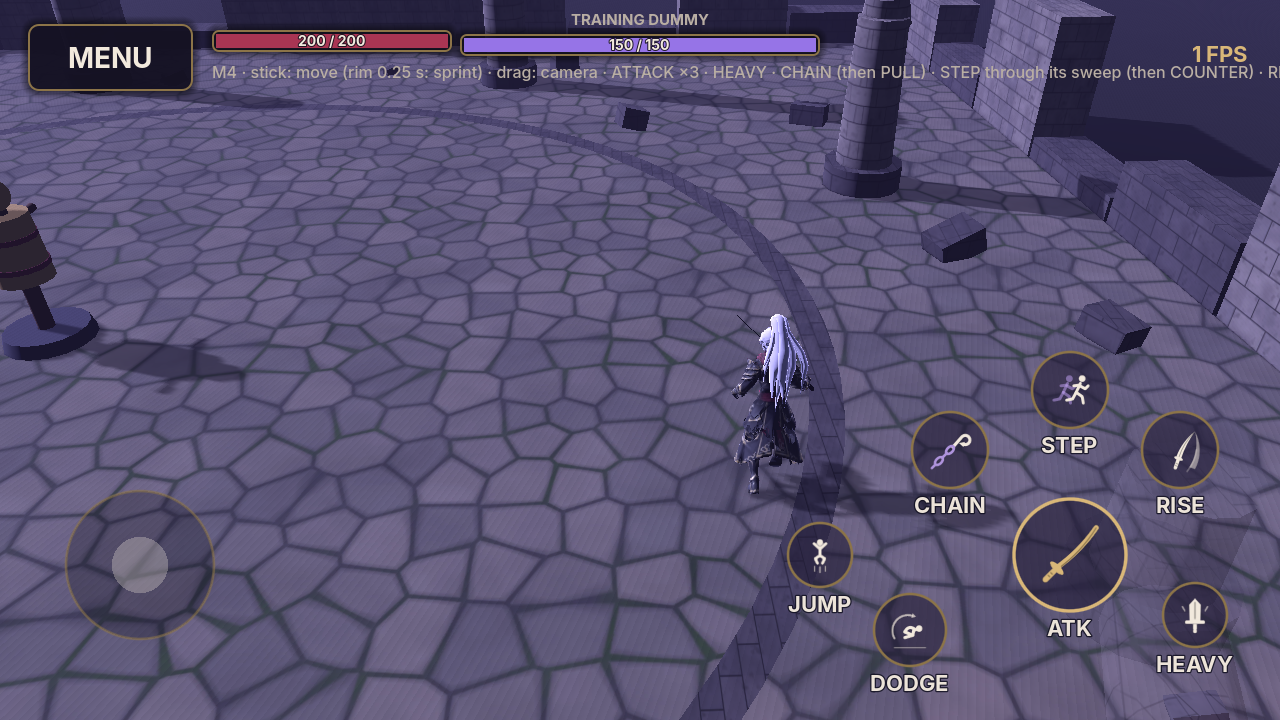 TRAINING DUMMY
MENU
200 / 200
150 / 150
1 FPS
M4 · stick: move (rim 0.25 s: sprint) · drag: camera · ATTACK ×3 · HEAVY · CHAIN (then PULL) · STEP through its sweep (then COUNTER) ·
STEP
CHAIN
RISE
JUMP
ATK
HEAVY
DODGE